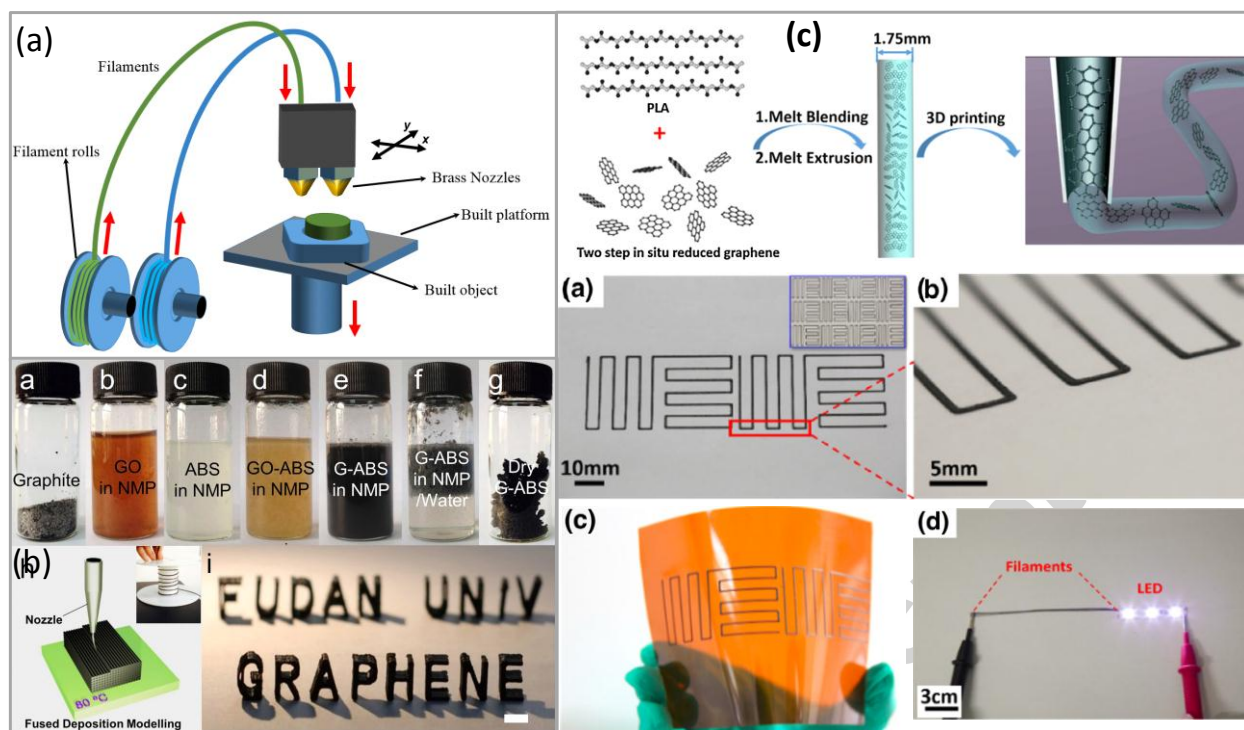 (a)
Filaments
Filament rolls
y
x
Brass Nozzles
Built platform
Built object
a
b
c
d
e
f
g
Graphite
GO
in NMP
ABS
in NMP
GO-ABS
in NMP
G-ABS
in NMP
G-ABS
in NMP
/Water
Dry
G-ABS
(b)
h
Nozzle
80 °C
Fused Deposition Modelling
i
FUDAN UNIV
GRAPHENE
(c)
PLA
+
Two step in situ reduced graphene
1.Melt Blending
2.Melt Extrusion
1.75mm
3D printing
(a)
10mm
(b)
5mm
(c)
(d)
Filaments
LED
3cm